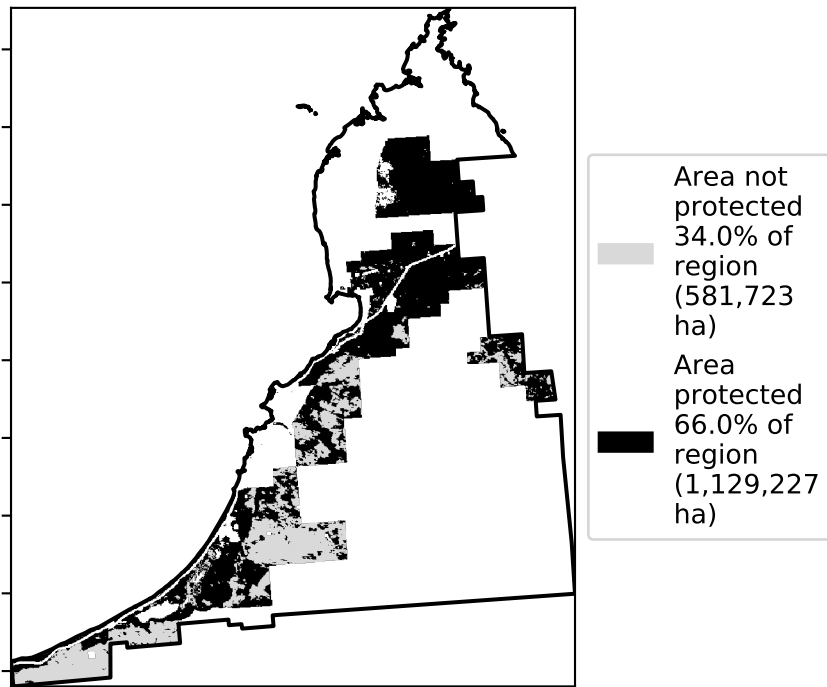 Area not
protected
34.0% of
region
(581,723
ha)
Area
protected
66.0% of
region
(1,129,227
ha)